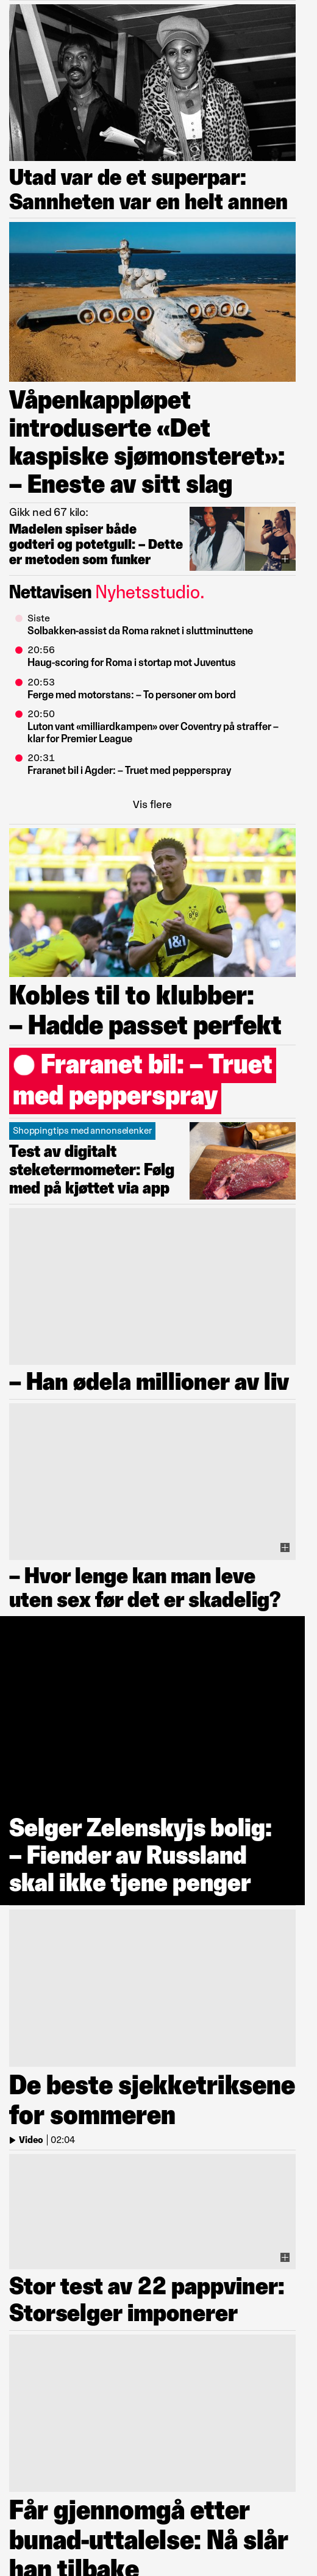 Utad var de et superpar:
Sannheten var en helt annen
Våpenkappløpet
introduserte «Det
kaspiske sjømonsteret»:
– Eneste av sitt slag
Gikk ned 67 kilo:
Madelen spiser både
godteri og potetgull: – Dette
er metoden som funker
Nettavisen Nyhetsstudio.
Siste
Solbakken-assist da Roma raknet i sluttminuttene
20:56
Haug-scoring for Roma i stortap mot Juventus
20:53
Ferge med motorstans: – To personer om bord
20:50
Luton vant «milliardkampen» over Coventry på straffer –
klar for Premier League
20:31
Fraranet bil i Agder: – Truet med pepperspray
Vis flere
Kobles til to klubber:
– Hadde passet perfekt
Fraranet bil: – Truet
med pepperspray
Shoppingtips med annonselenker
Test av digitalt
steketermometer: Følg
med på kjøttet via app
– Han ødela millioner av liv
– Hvor lenge kan man leve
uten sex før det er skadelig?
Selger Zelenskyjs bolig:
– Fiender av Russland
skal ikke tjene penger
De beste sjekketriksene
for sommeren
Video | 02:04
Stor test av 22 pappviner:
Storselger imponerer
Får gjennomgå etter
bunad-uttalelse: Nå slår
han tilbake